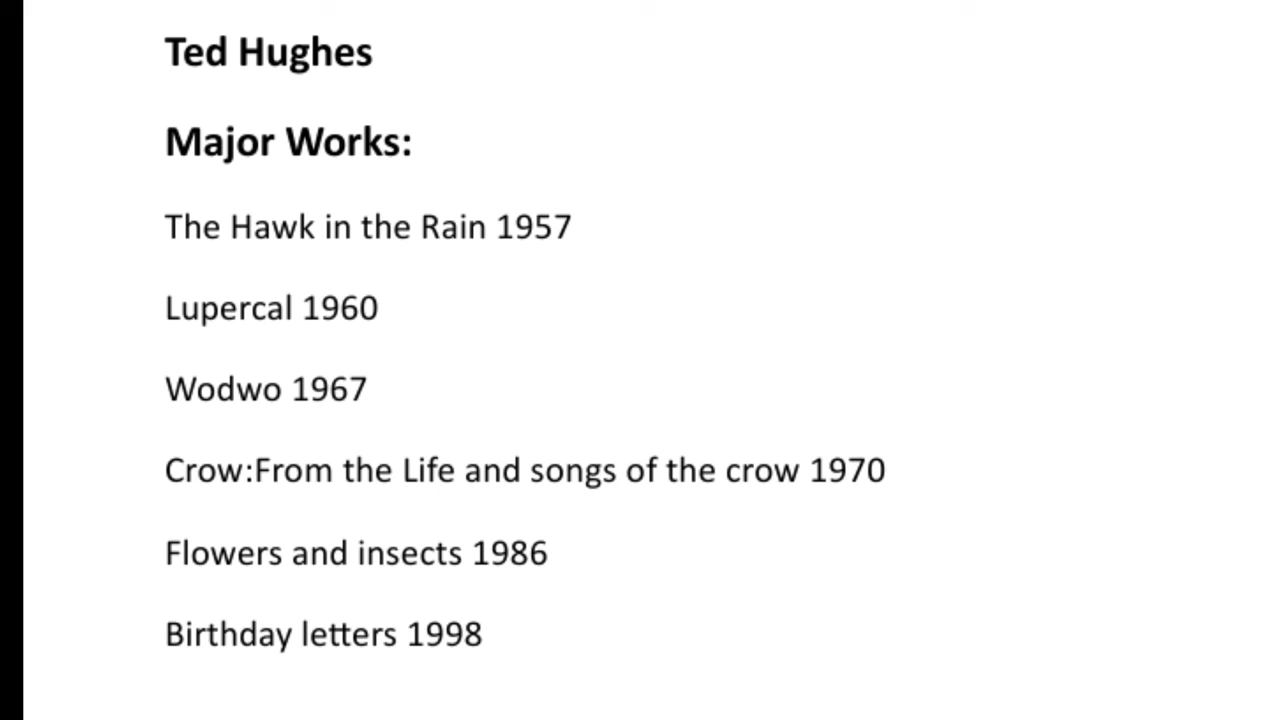 Ted Hughes
Major Works:
The Hawk in the Rain 1957
Lupercal 1960
Wodwo 1967
Crow:From the Life and songs of the crow 1970
Flowers and insects 1986
Birthday letters 1998